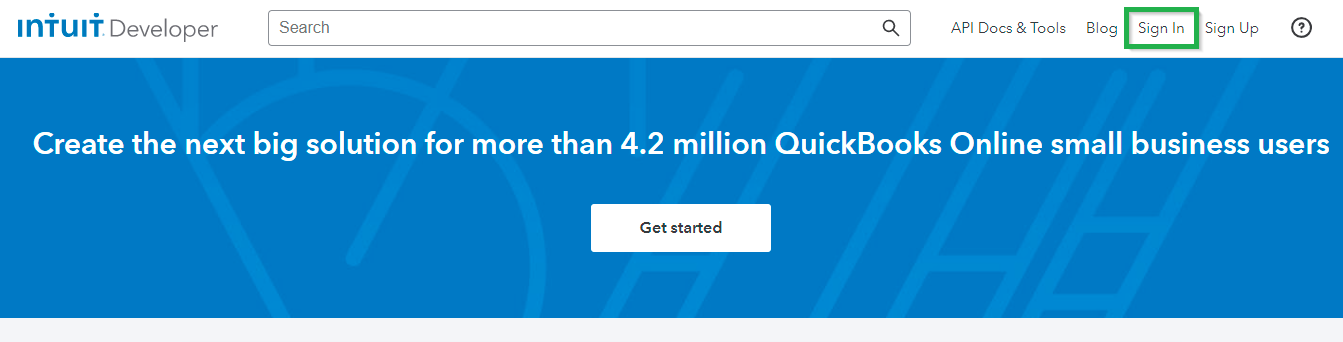 INTUIT Developer
Search
API Docs & Tools
Blog
Sign In
Sign Up
?
Create the next big solution for more than 4.2 million QuickBooks Online small business users
Get started